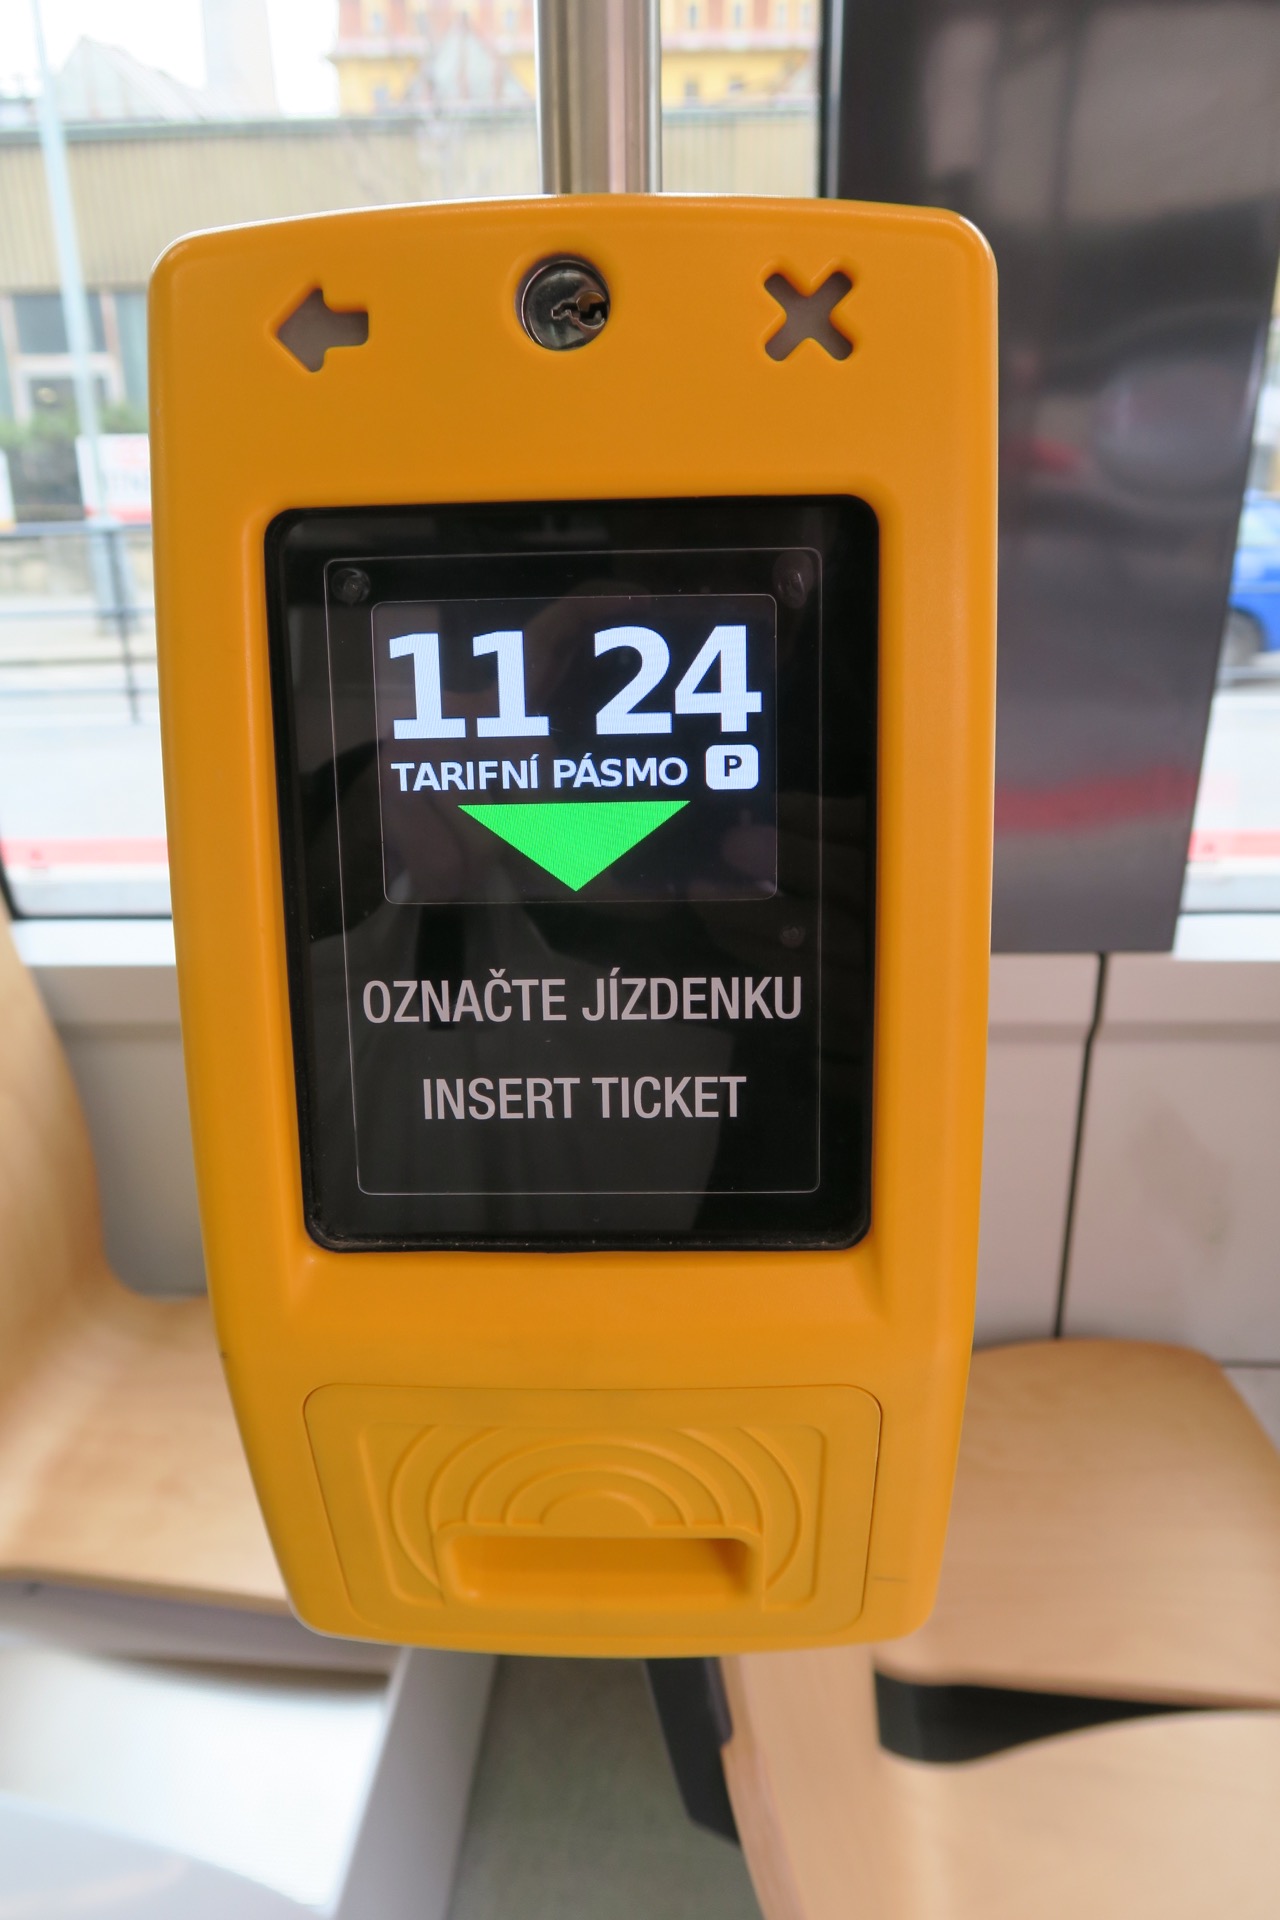 11 24
TARIFNÍ PÁSMO P
OZNAČTE JÍZDENKU
INSERT TICKET